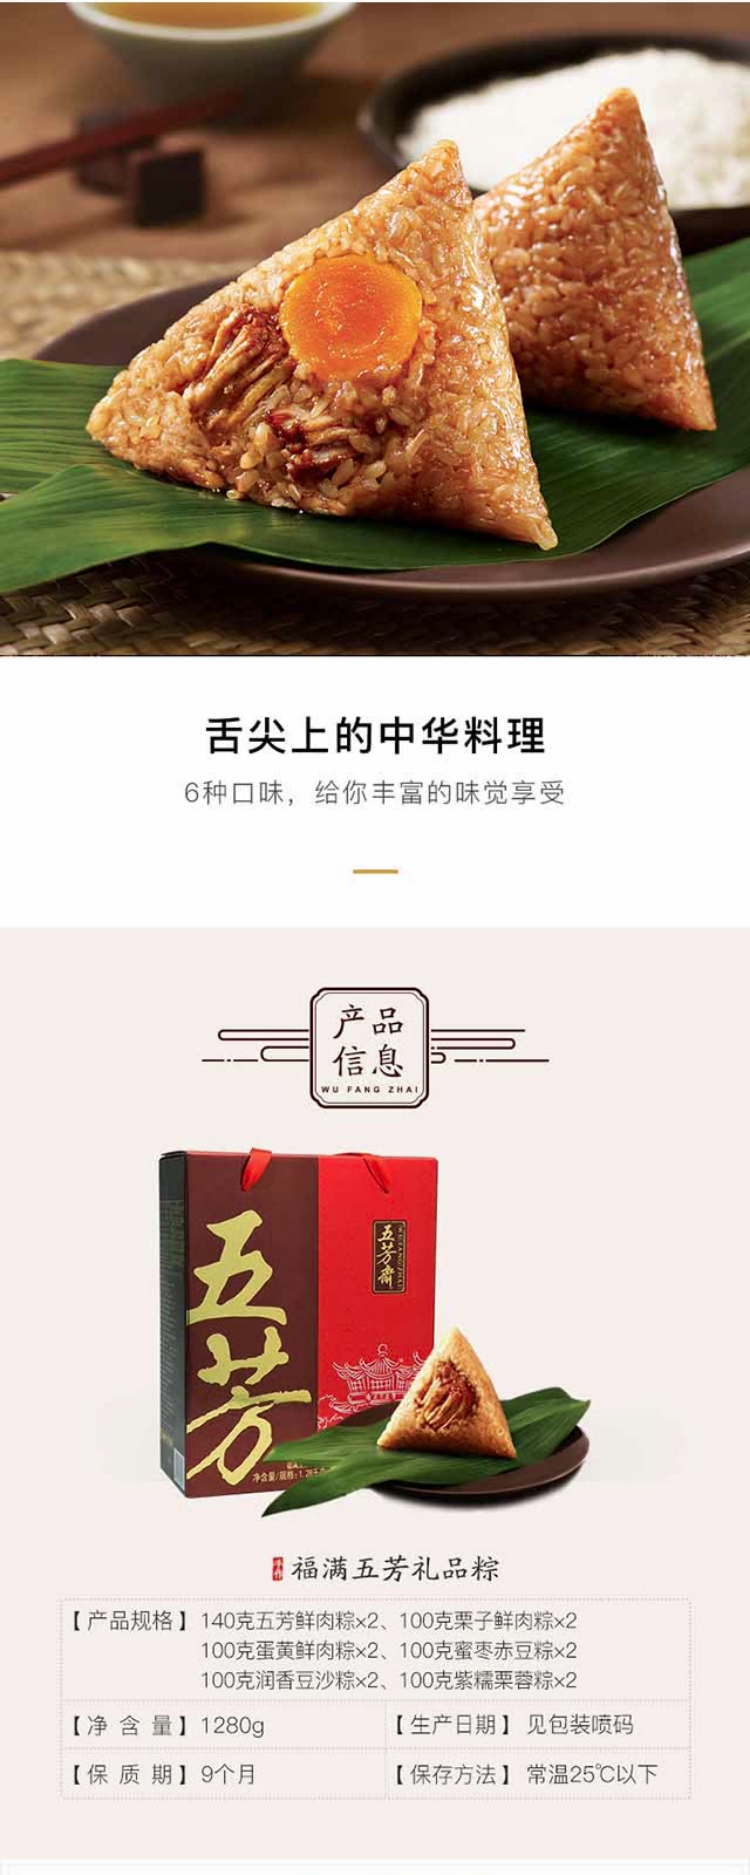 舌尖上的中华料理
6种口味，给你丰富的味觉享受
产品
信息
WU FANG ZHAI
五芳斋
WUFANGZHAI
五芳
净含量/规格:1.28千
手作 福满五芳礼品粽
【产品规格】140克五芳鲜肉粽×2、100克栗子鲜肉粽×2
100克蛋黄鲜肉粽×2、100克蜜枣赤豆粽×2
100克润香豆沙粽×2、100克紫糯栗蓉粽×2
【净 含 量】1280g 【生产日期】见包装喷码
【保 质 期】9个月 【保存方法】常温25℃以下